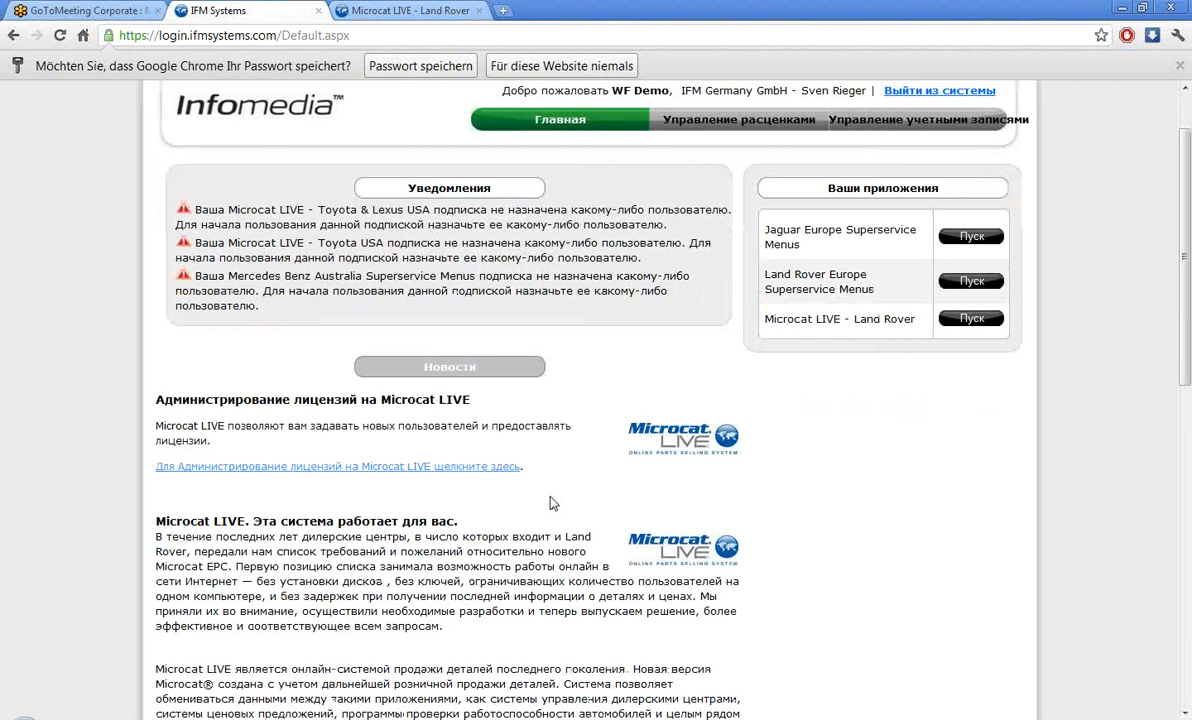 GoToMeeting Corporate : M
IFM Systems
Microcat LIVE - Land Rover
https://login.ifmsystems.com/Default.aspx
Möchten Sie, dass Google Chrome Ihr Passwort speichert?
Passwort speichern
Für diese Website niemals
Infomedia™
Добро пожаловать WF Demo, IFM Germany GmbH - Sven Rieger |
Выйти из системы
Главная
Управление расценками
Управление учетными записями
Уведомления
Ваша Microcat LIVE - Toyota & Lexus USA подписка не назначена какому-либо пользователю.
Для начала пользования данной подпиской назначьте ее какому-либо пользователю.
Ваша Microcat LIVE - Toyota USA подписка не назначена какому-либо пользователю. Для
начала пользования данной подпиской назначьте ее какому-либо пользователю.
Ваша Mercedes Benz Australia Superservice Menus подписка не назначена какому-либо
пользователю. Для начала пользования данной подпиской назначьте ее какому-либо
пользователю.
Ваши приложения
Jaguar Europe Superservice
Menus
Пуск
Land Rover Europe
Superservice Menus
Пуск
Microcat LIVE - Land Rover
Пуск
Новости
Администрирование лицензий на Microcat LIVE
Microcat LIVE позволяют вам задавать новых пользователей и предоставлять
лицензии.
Для Администрирование лицензий на Microcat LIVE щелкните здесь.
Microcat.
LIVE
ONLINE PARTS SELLING SYSTEM
Microcat LIVE. Эта система работает для вас.
В течение последних лет дилерские центры, в число которых входит и Land
Rover, передали нам список требований и пожеланий относительно нового
Microcat EPC. Первую позицию списка занимала возможность работы онлайн в
сети Интернет — без установки дисков , без ключей, ограничивающих количество пользователей на
одном компьютере, и без задержек при получении последней информации о деталях и ценах. Мы
приняли их во внимание, осуществили необходимые разработки и теперь выпускаем решение, более
эффективное и соответствующее всем запросам.
Microcat.
LIVE
ONLINE PARTS SELLING SYSTEM
Microcat LIVE является онлайн-системой продажи деталей последнего поколения. Новая версия
Microcat® создана с учетом дальнейшей розничной продажи деталей. Система позволяет
обмениваться данными между такими приложениями, как системы управления дилерскими центрами,
системы ценовых предложений, программы проверки работоспособности автомобилей и целым рядом